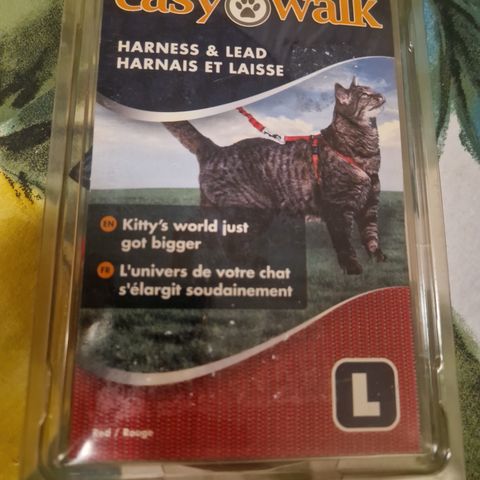 easy walk
HARNESS & LEAD
HARNAIS ET LAISSE
EN Kitty's world just
got bigger
FR L'univers de votre chat
s'élargit soudainement
L
Red / Rouge